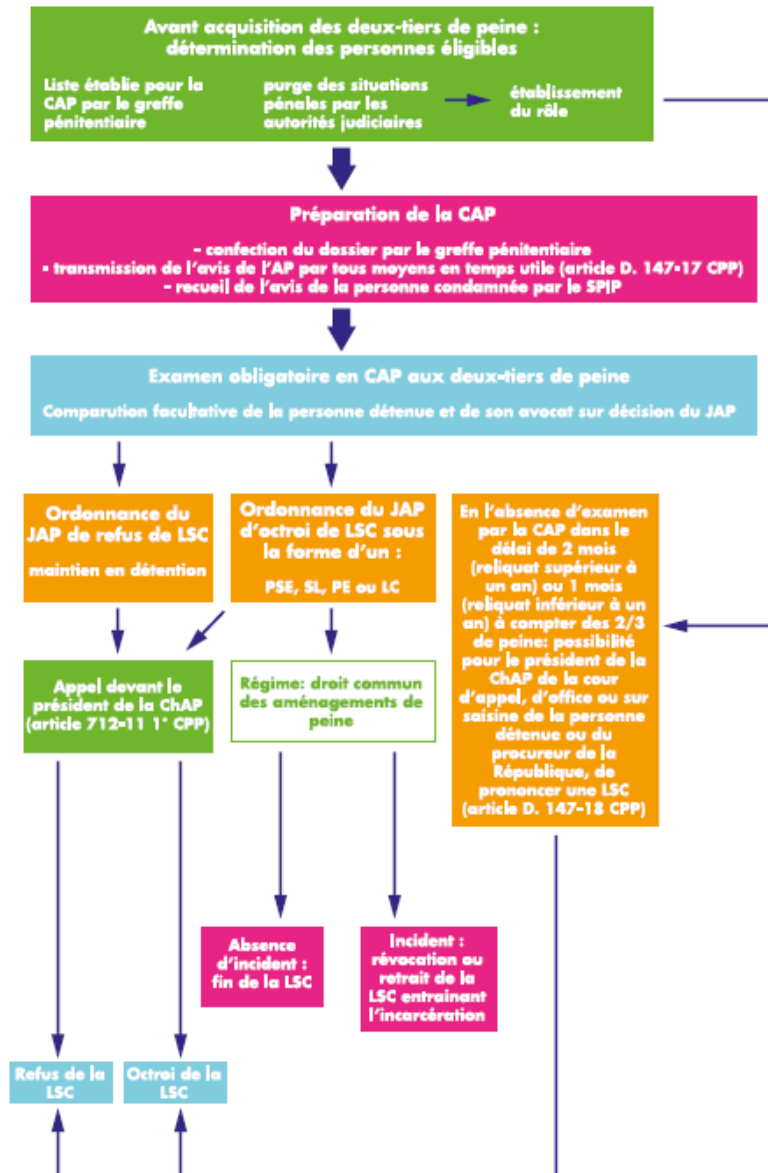 Avant acquisition des deux-tiers de peine :
détermination des personnes éligibles
Liste établie pour la
CAP par le greffe
pénitentiaire
purge des situations
pénales par les
autorités judiciaires
établissement
du rôle
Préparation de la CAP
– confection du dossier par le greffe pénitentiaire
- transmission de l'avis de l'AP par tous moyens en temps utile (article D. 147-17 CPP)
– recueil de l'avis de la personne condamnée par le SPIP
Examen obligatoire en CAP aux deux-tiers de peine
Comparution facultative de la personne détenue et de son avocat sur décision du JAP
Ordonnance du
JAP de refus de LSC
maintien en détention
Ordonnance du JAP
d'octroi de LSC sous
la forme d'un :
PSE, SL, PE ou LC
En l'absence d'examen
par la CAP dans le
délai de 2 mois
(reliquat supérieur à
un an) ou 1 mois
(reliquat inférieur à un
an) à compter des 2/3
de peine: possibilité
pour le président de la
ChAP de la cour
d'appel, d'office ou sur
saisine de la personne
détenue ou du
procureur de la
République, de
prononcer une LSC
(article D. 147-18 CPP)
Appel devant le
président de la ChAP
(article 712-11 1° CPP)
Régime: droit commun
des aménagements de
peine
Absence
d'incident :
fin de la LSC
Incident :
révocation ou
retrait de la
LSC entrainant
l'incarcération
Refus de la
LSC
Octroi de la
LSC